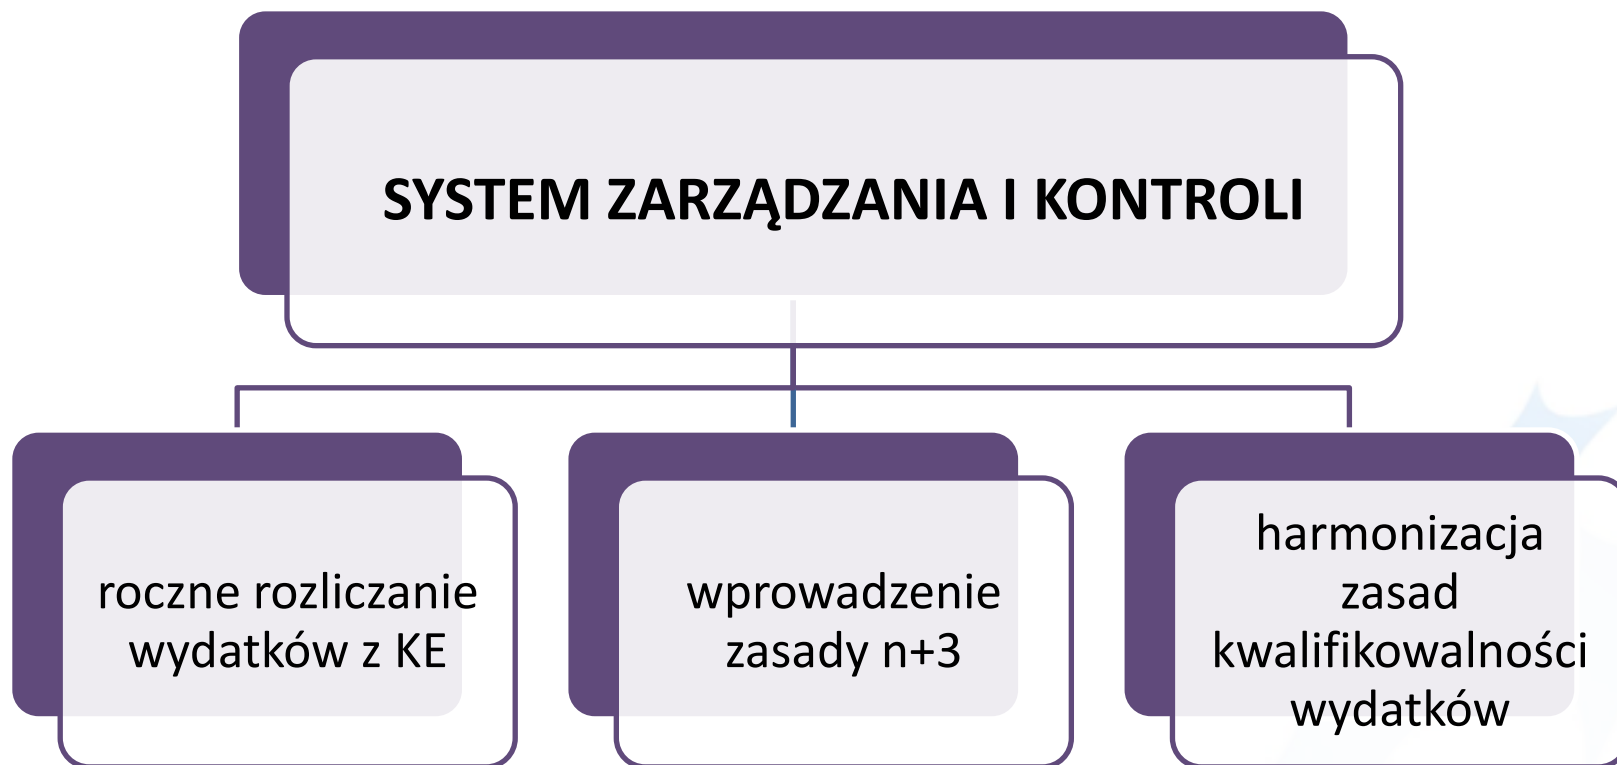 SYSTEM ZARZĄDZANIA I KONTROLI
roczne rozliczanie
wydatków z KE
wprowadzenie
zasady n+3
harmonizacja
zasad
kwalifikowalności
wydatków